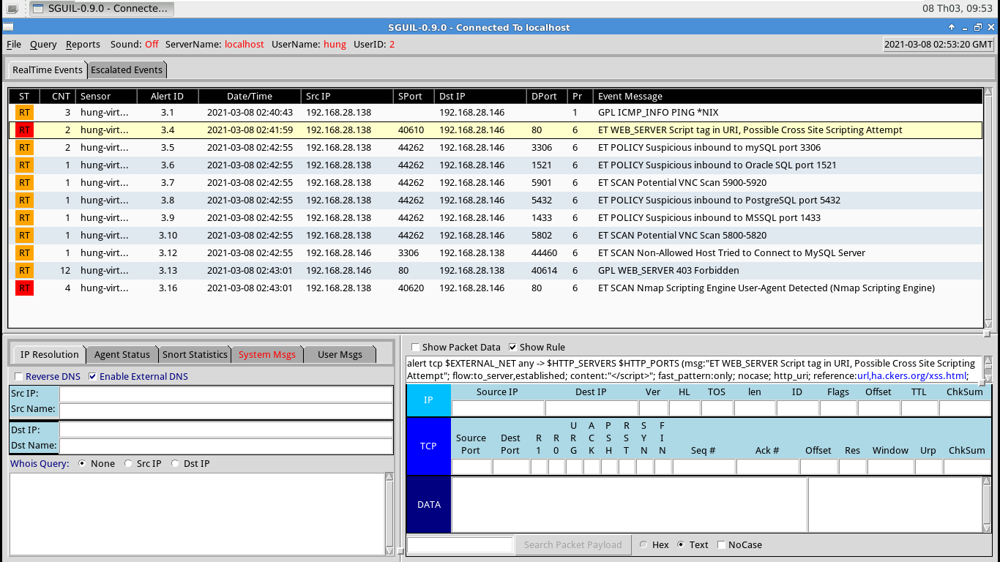 SGUIL-0.9.0 - Connecte... 08 Th03, 09:53
SGUIL-0.9.0 - Connected To localhost
File Query Reports Sound: Off ServerName: localhost UserName: hung UserID: 2 2021-03-08 02:53:20 GMT
RealTime Events Escalated Events
ST CNT Sensor Alert ID Date/Time Src IP SPort Dst IP DPort Pr Event Message
RT 3 hung-virt... 3.1 2021-03-08 02:40:43 192.168.28.138 192.168.28.146 1 GPL ICMP_INFO PING *NIX
RT 2 hung-virt... 3.4 2021-03-08 02:41:59 192.168.28.138 40610 192.168.28.146 80 6 ET WEB_SERVER Script tag in URI, Possible Cross Site Scripting Attempt
RT 2 hung-virt... 3.5 2021-03-08 02:42:55 192.168.28.138 44262 192.168.28.146 3306 6 ET POLICY Suspicious inbound to mySQL port 3306
RT 1 hung-virt... 3.6 2021-03-08 02:42:55 192.168.28.138 44262 192.168.28.146 1521 6 ET POLICY Suspicious inbound to Oracle SQL port 1521
RT 1 hung-virt... 3.7 2021-03-08 02:42:55 192.168.28.138 44262 192.168.28.146 5901 6 ET SCAN Potential VNC Scan 5900-5920
RT 1 hung-virt... 3.8 2021-03-08 02:42:55 192.168.28.138 44262 192.168.28.146 5432 6 ET POLICY Suspicious inbound to PostgreSQL port 5432
RT 1 hung-virt... 3.9 2021-03-08 02:42:55 192.168.28.138 44262 192.168.28.146 1433 6 ET POLICY Suspicious inbound to MSSQL port 1433
RT 1 hung-virt... 3.10 2021-03-08 02:42:55 192.168.28.138 44262 192.168.28.146 5802 6 ET SCAN Potential VNC Scan 5800-5820
RT 1 hung-virt... 3.12 2021-03-08 02:42:55 192.168.28.146 3306 192.168.28.138 44460 6 ET SCAN Non-Allowed Host Tried to Connect to MySQL Server
RT 12 hung-virt... 3.13 2021-03-08 02:43:01 192.168.28.146 80 192.168.28.138 40614 6 GPL WEB_SERVER 403 Forbidden
RT 4 hung-virt... 3.16 2021-03-08 02:43:01 192.168.28.138 40620 192.168.28.146 80 6 ET SCAN Nmap Scripting Engine User-Agent Detected (Nmap Scripting Engine)
IP Resolution Agent Status Snort Statistics System Msgs User Msgs
Reverse DNS Enable External DNS
Src IP:
Src Name:
Dst IP:
Dst Name:
Whois Query: None Src IP Dst IP
Show Packet Data Show Rule
alert tcp $EXTERNAL_NET any -> $HTTP_SERVERS $HTTP_PORTS (msg:"ET WEB_SERVER Script tag in URI, Possible Cross Site Scripting
Attempt"; flow:to_server,established; content:"</script>"; fast_pattern:only; nocase; http_uri; reference:url,ha.ckers.org/xss.html;
IP Source IP Dest IP Ver HL TOS len ID Flags Offset TTL ChkSum
TCP Source Port Dest Port R1 R0 URG ACK PSH RST SYN FIN Seq # Ack # Offset Res Window Urp ChkSum
DATA
Search Packet Payload Hex Text NoCase